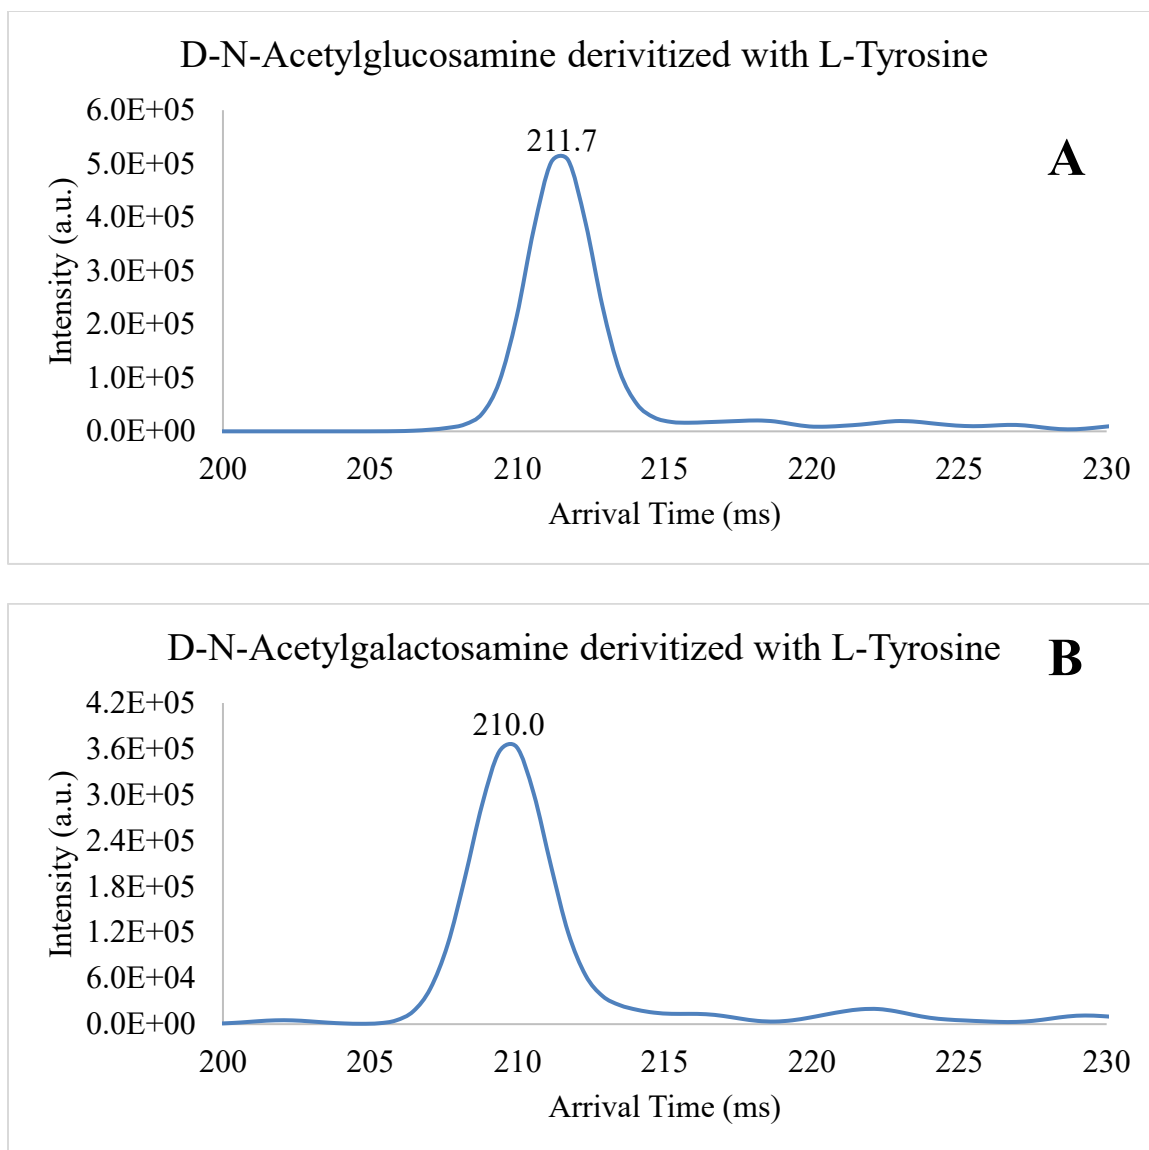 D-N-Acetylglucosamine derivitized with L-Tyrosine
A
6.0E+05
5.0E+05
4.0E+05
3.0E+05
2.0E+05
1.0E+05
0.0E+00
Intensity (a.u.)
211.7
200 205 210 215 220 225 230
Arrival Time (ms)
D-N-Acetylgalactosamine derivitized with L-Tyrosine
B
4.2E+05
3.6E+05
3.0E+05
2.4E+05
1.8E+05
1.2E+05
6.0E+04
0.0E+00
Intensity (a.u.)
210.0
200 205 210 215 220 225 230
Arrival Time (ms)